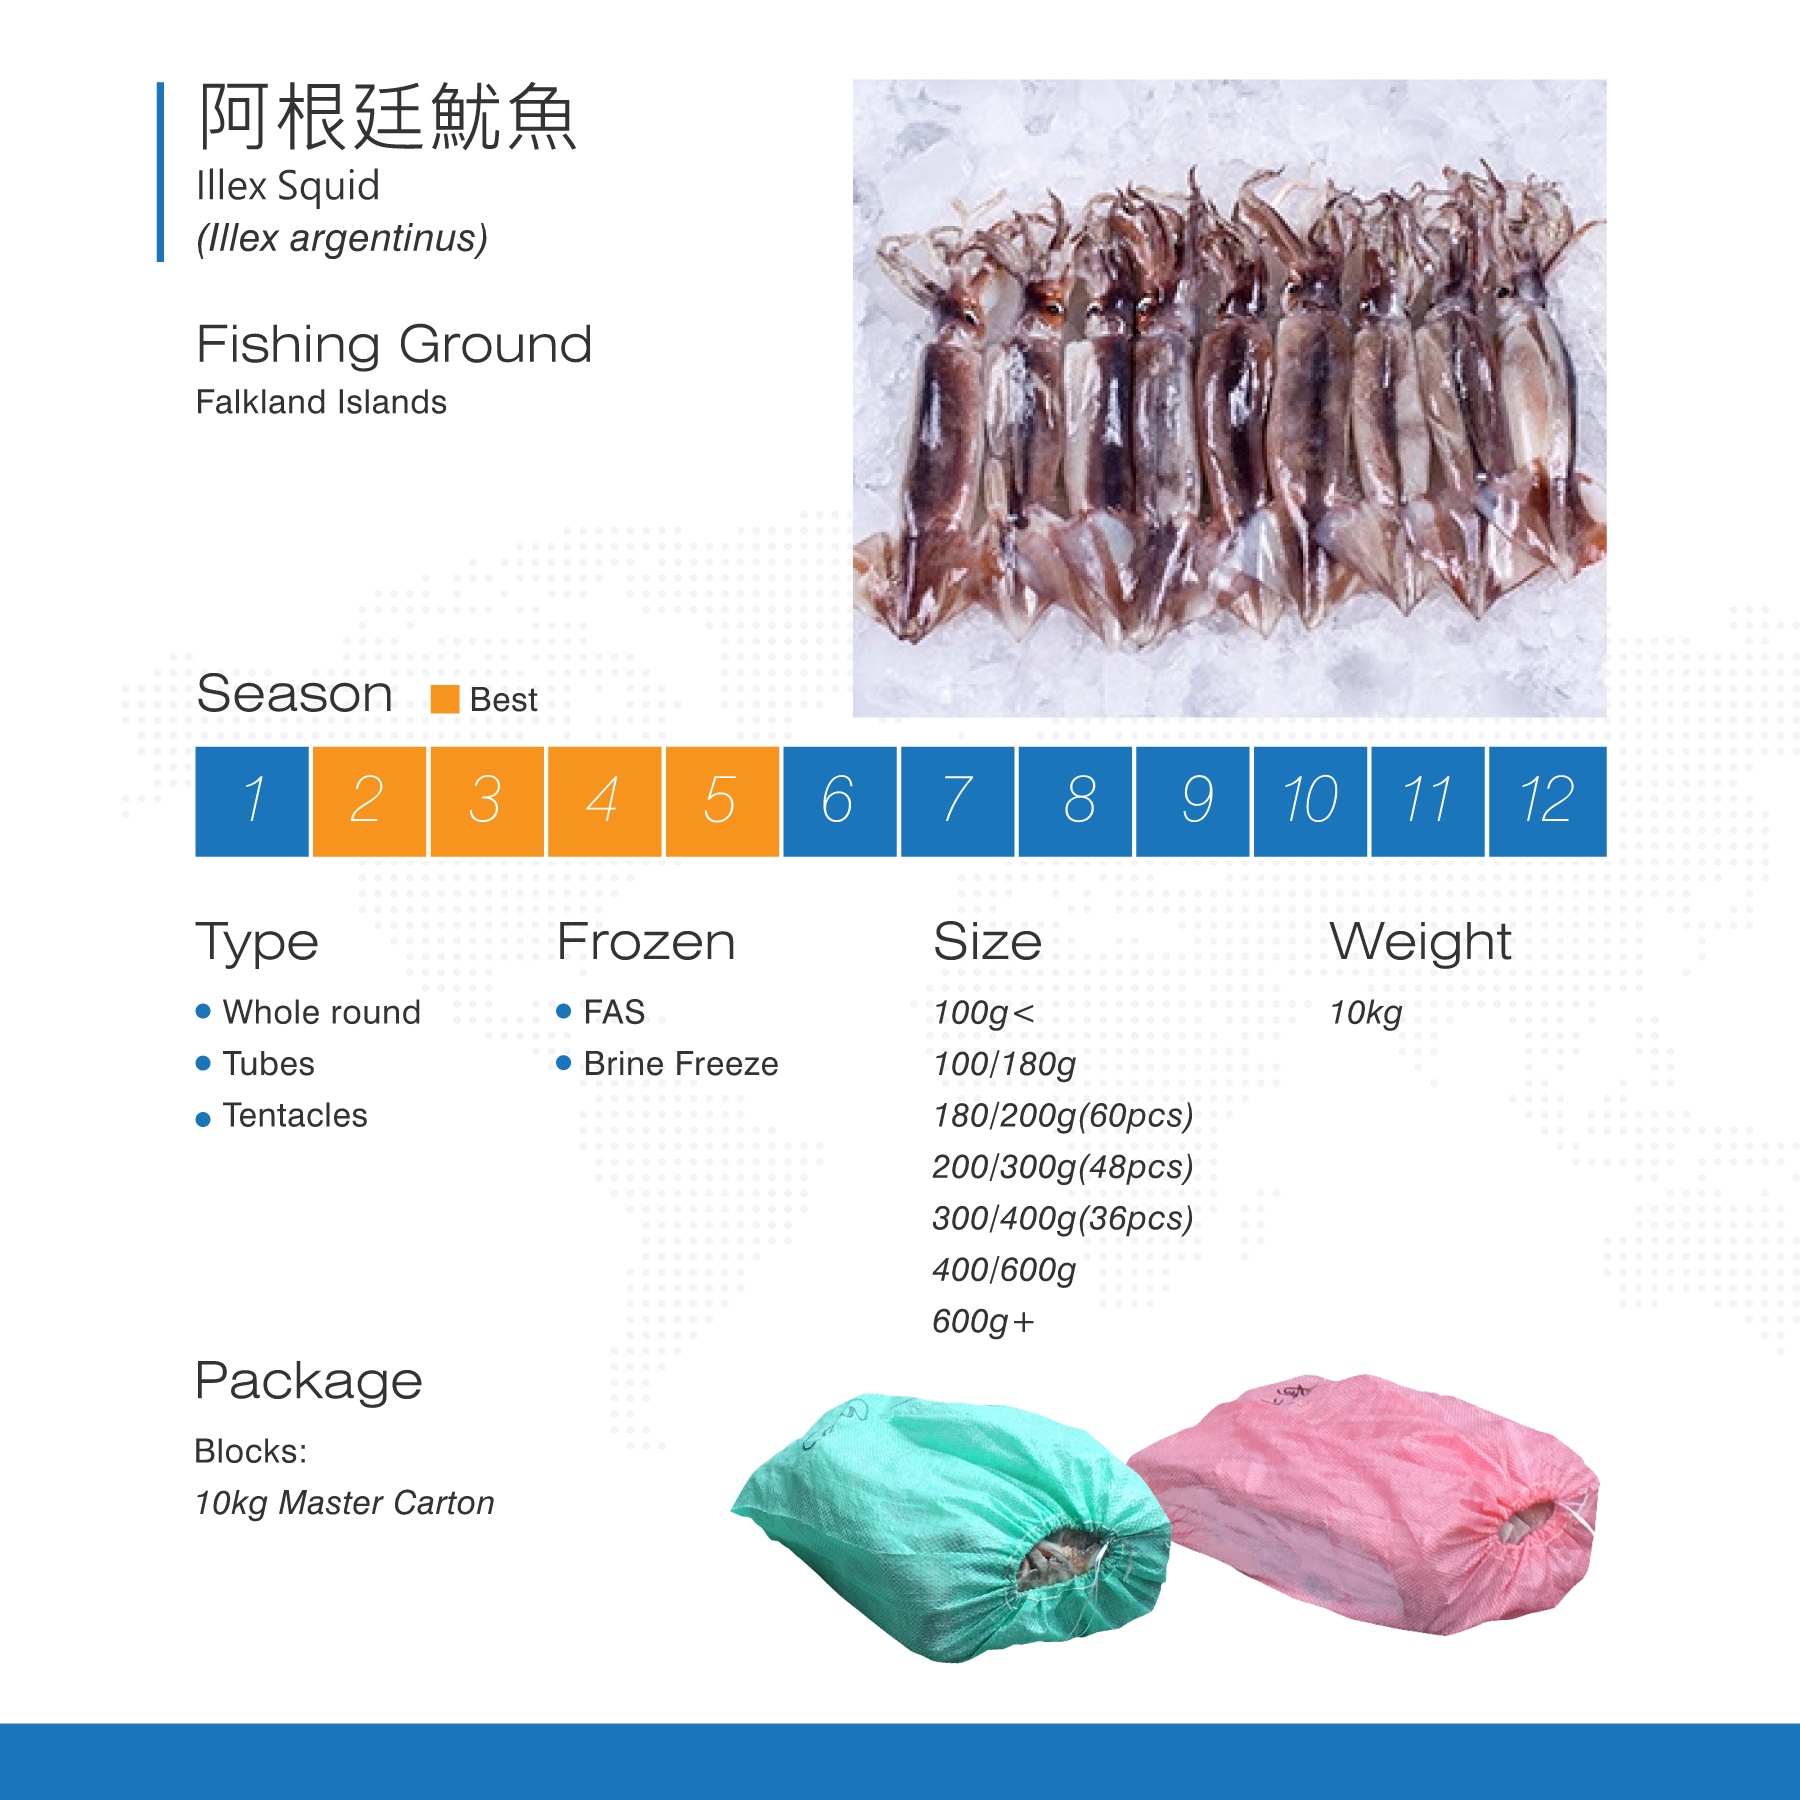 阿根廷魷魚
Illex Squid
(Illex argentinus)
Fishing Ground
Falkland Islands
Season
Best
1 2 3 4 5 6 7 8 9 10 11 12
Type
Whole round
Tubes
Tentacles
Frozen
FAS
Brine Freeze
Size
100g<
100/180g
180/200g(60pcs)
200/300g(48pcs)
300/400g(36pcs)
400/600g
600g+
Weight
10kg
Package
Blocks:
10kg Master Carton